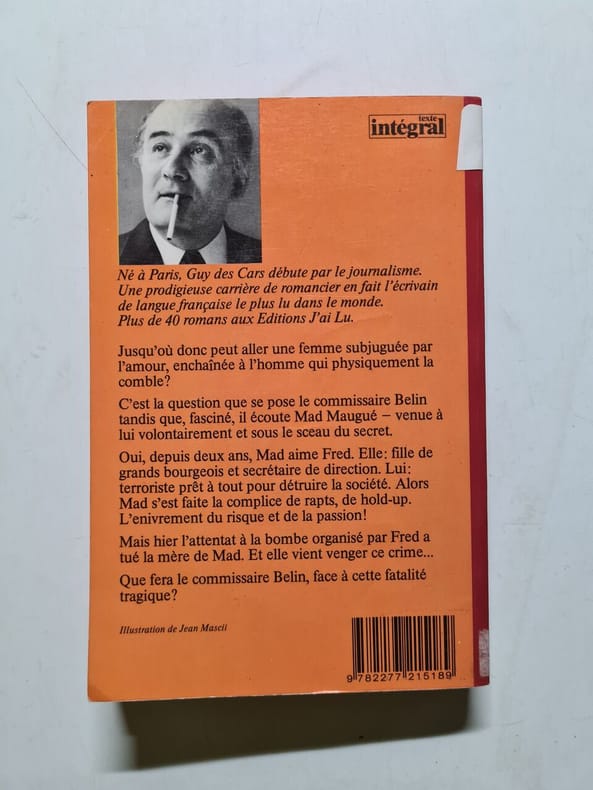 texte
intégral
Né à Paris, Guy des Cars débute par le journalisme.
Une prodigieuse carrière de romancier en fait l'écrivain
de langue française le plus lu dans le monde.
Plus de 40 romans aux Editions J'ai Lu.
Jusqu'où donc peut aller une femme subjuguée par
l'amour, enchaînée à l'homme qui physiquement la
comble?
C'est la question que se pose le commissaire Belin
tandis que, fasciné, il écoute Mad Maugué – venue à
lui volontairement et sous le sceau du secret.
Oui, depuis deux ans, Mad aime Fred. Elle: fille de
grands bourgeois et secrétaire de direction. Lui:
terroriste prêt à tout pour détruire la société. Alors
Mad s'est faite la complice de rapts, de hold-up.
L'enivrement du risque et de la passion!
Mais hier l'attentat à la bombe organisé par Fred a
tué la mère de Mad. Et elle vient venger ce crime...
Que fera le commissaire Belin, face à cette fatalité
tragique?
Illustration de Jean Mascii
9 782277 215189